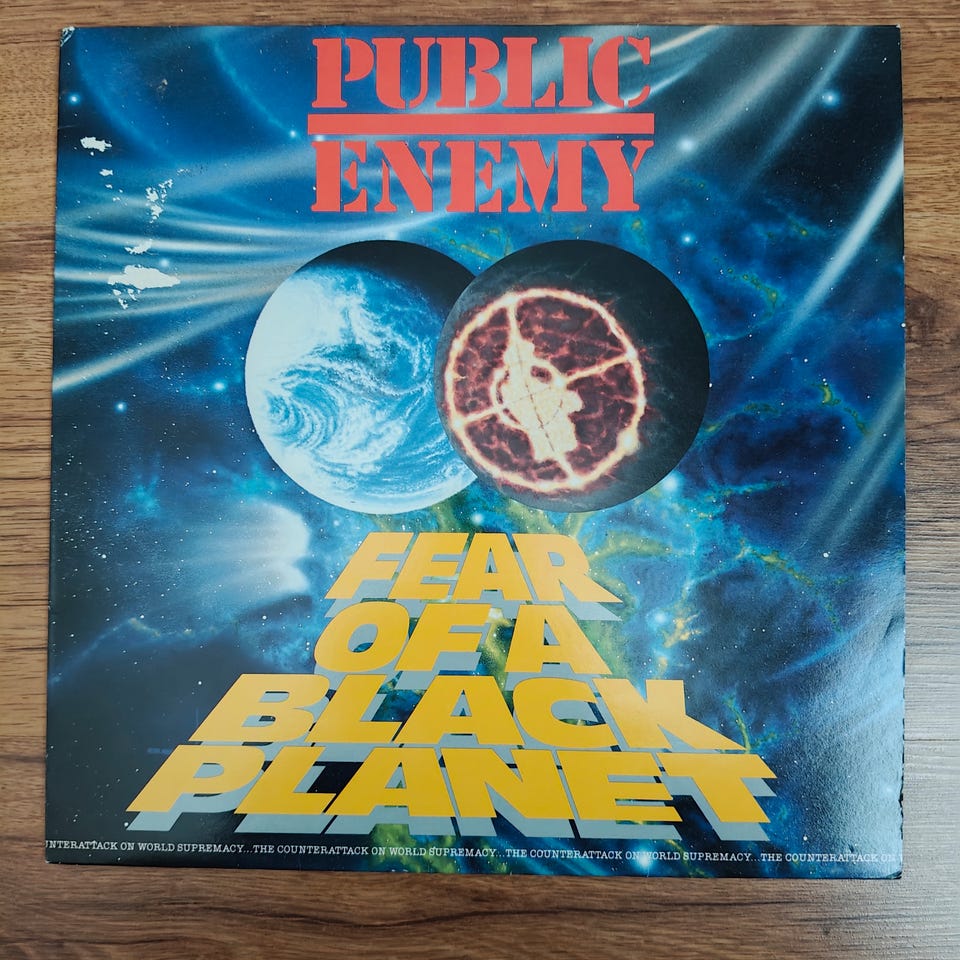 PUBLIC
ENEMY
FEAR
OF A
BLACK
PLANET
NTERATTACK ON WORLD SUPREMACY...THE COUNTERATTACK ON WORLD SUPREMACY...THE COUNTERATTACK ON WORLD SUPREMACY...THE COUNTERATTACK ON